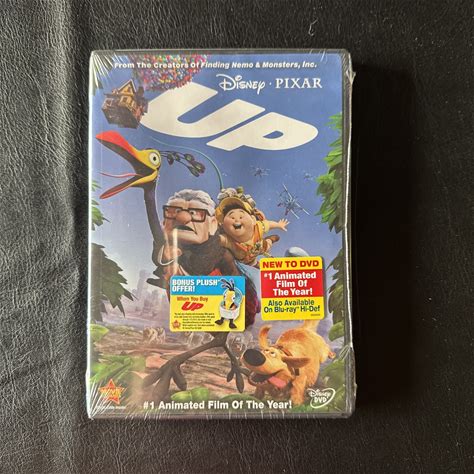 From The Creators Of Finding Nemo & Monsters, Inc.
Disney · PIXAR
UP
BONUS PLUSH
OFFER!
When You Buy
UP
NEW TO DVD
#1 Animated
Film Of
The Year!
Also Available
On Blu-ray Hi-Def
#1 Animated Film Of The Year!
Disney
DVD